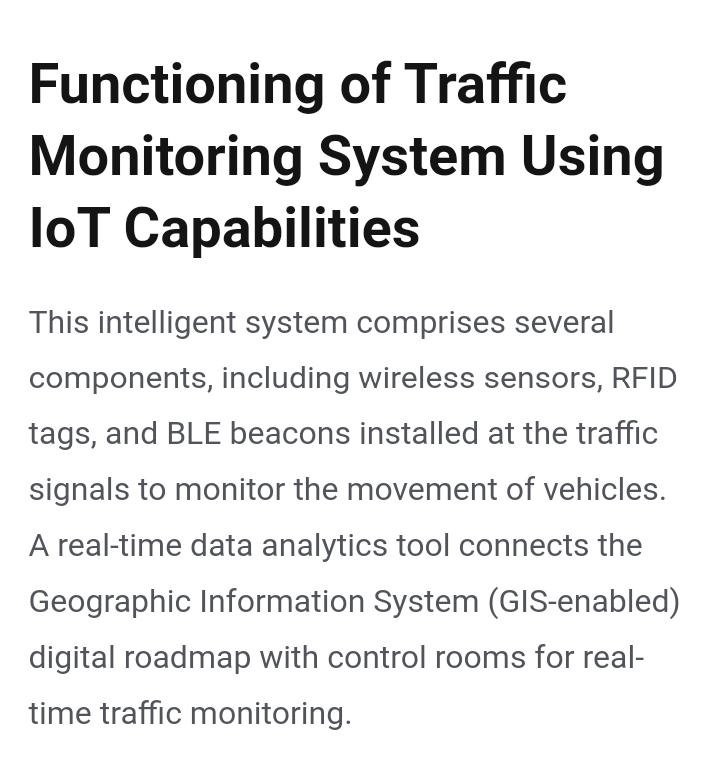 Functioning of Traffic
Monitoring System Using
IoT Capabilities
This intelligent system comprises several
components, including wireless sensors, RFID
tags, and BLE beacons installed at the traffic
signals to monitor the movement of vehicles.
A real-time data analytics tool connects the
Geographic Information System (GIS-enabled)
digital roadmap with control rooms for real-
time traffic monitoring.